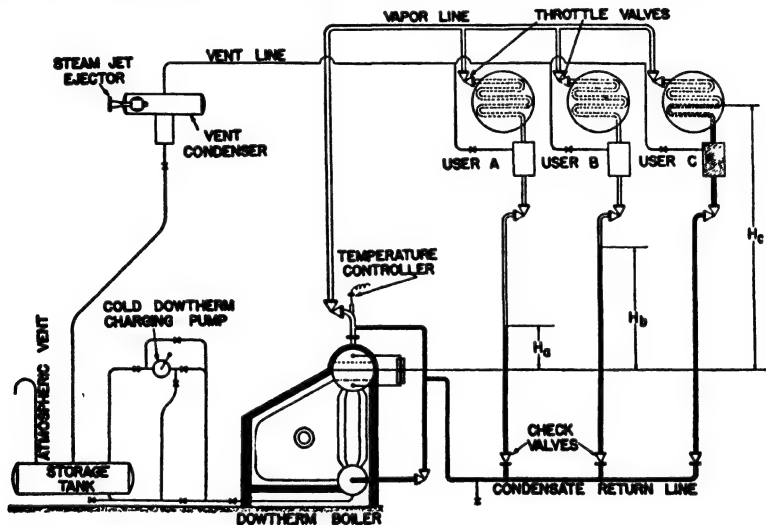 VAPOR LINE
THROTTLE VALVES
STEAM JET
EJECTOR
VENT LINE
VENT
CONDENSER
USER A
USER B
USER C
Hc
TEMPERATURE
CONTROLLER
COLD DOWTHERM
CHARGING PUMP
Hb
Ha
ATMOSPHERIC VENT
CHECK
VALVES
STORAGE
TANK
CONDENSATE RETURN LINE
DOWTHERM BOILER